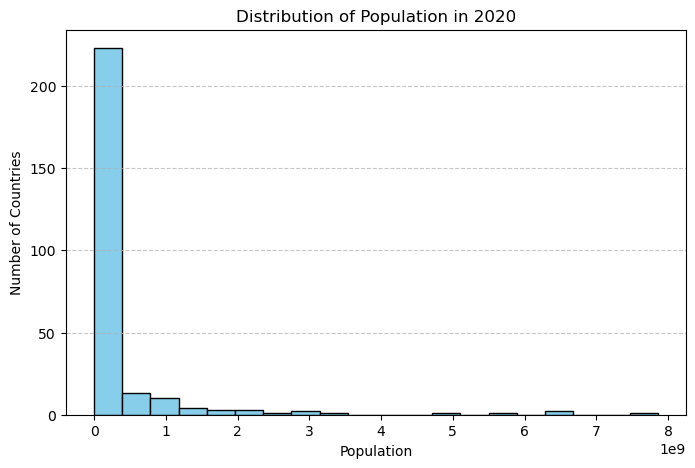 Distribution of Population in 2020
Number of Countries
200
150
100
50
0
0 1 2 3 4 5 6 7 8
1e9
Population